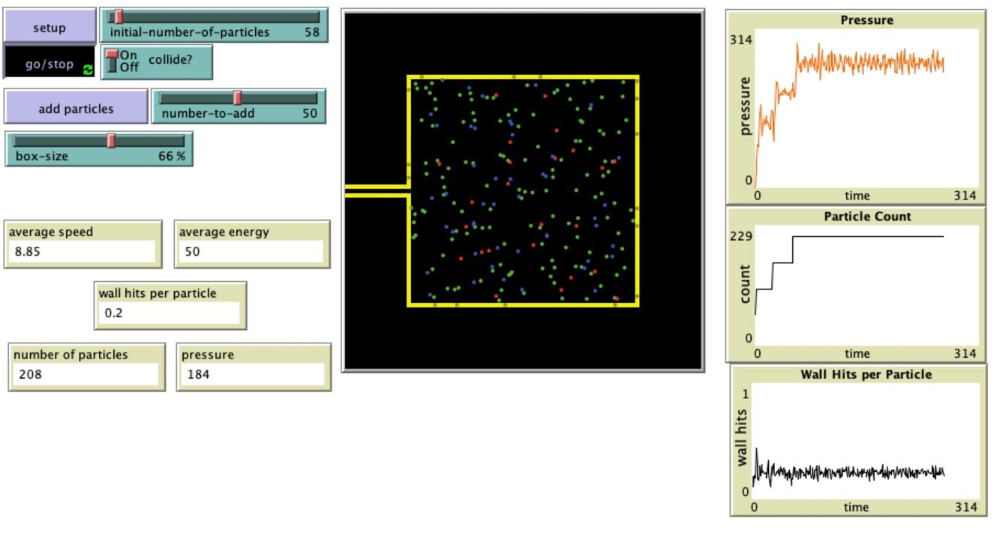 setup
initial-number-of-particles 58
go/stop
On
Off
collide?
add particles
number-to-add 50
box-size 66 %
average speed
8.85
average energy
50
wall hits per particle
0.2
number of particles
208
pressure
184
Pressure
314
pressure
0
0 time 314
Particle Count
229
count
0
0 time 314
Wall Hits per Particle
1
wall hits
0
0 time 314